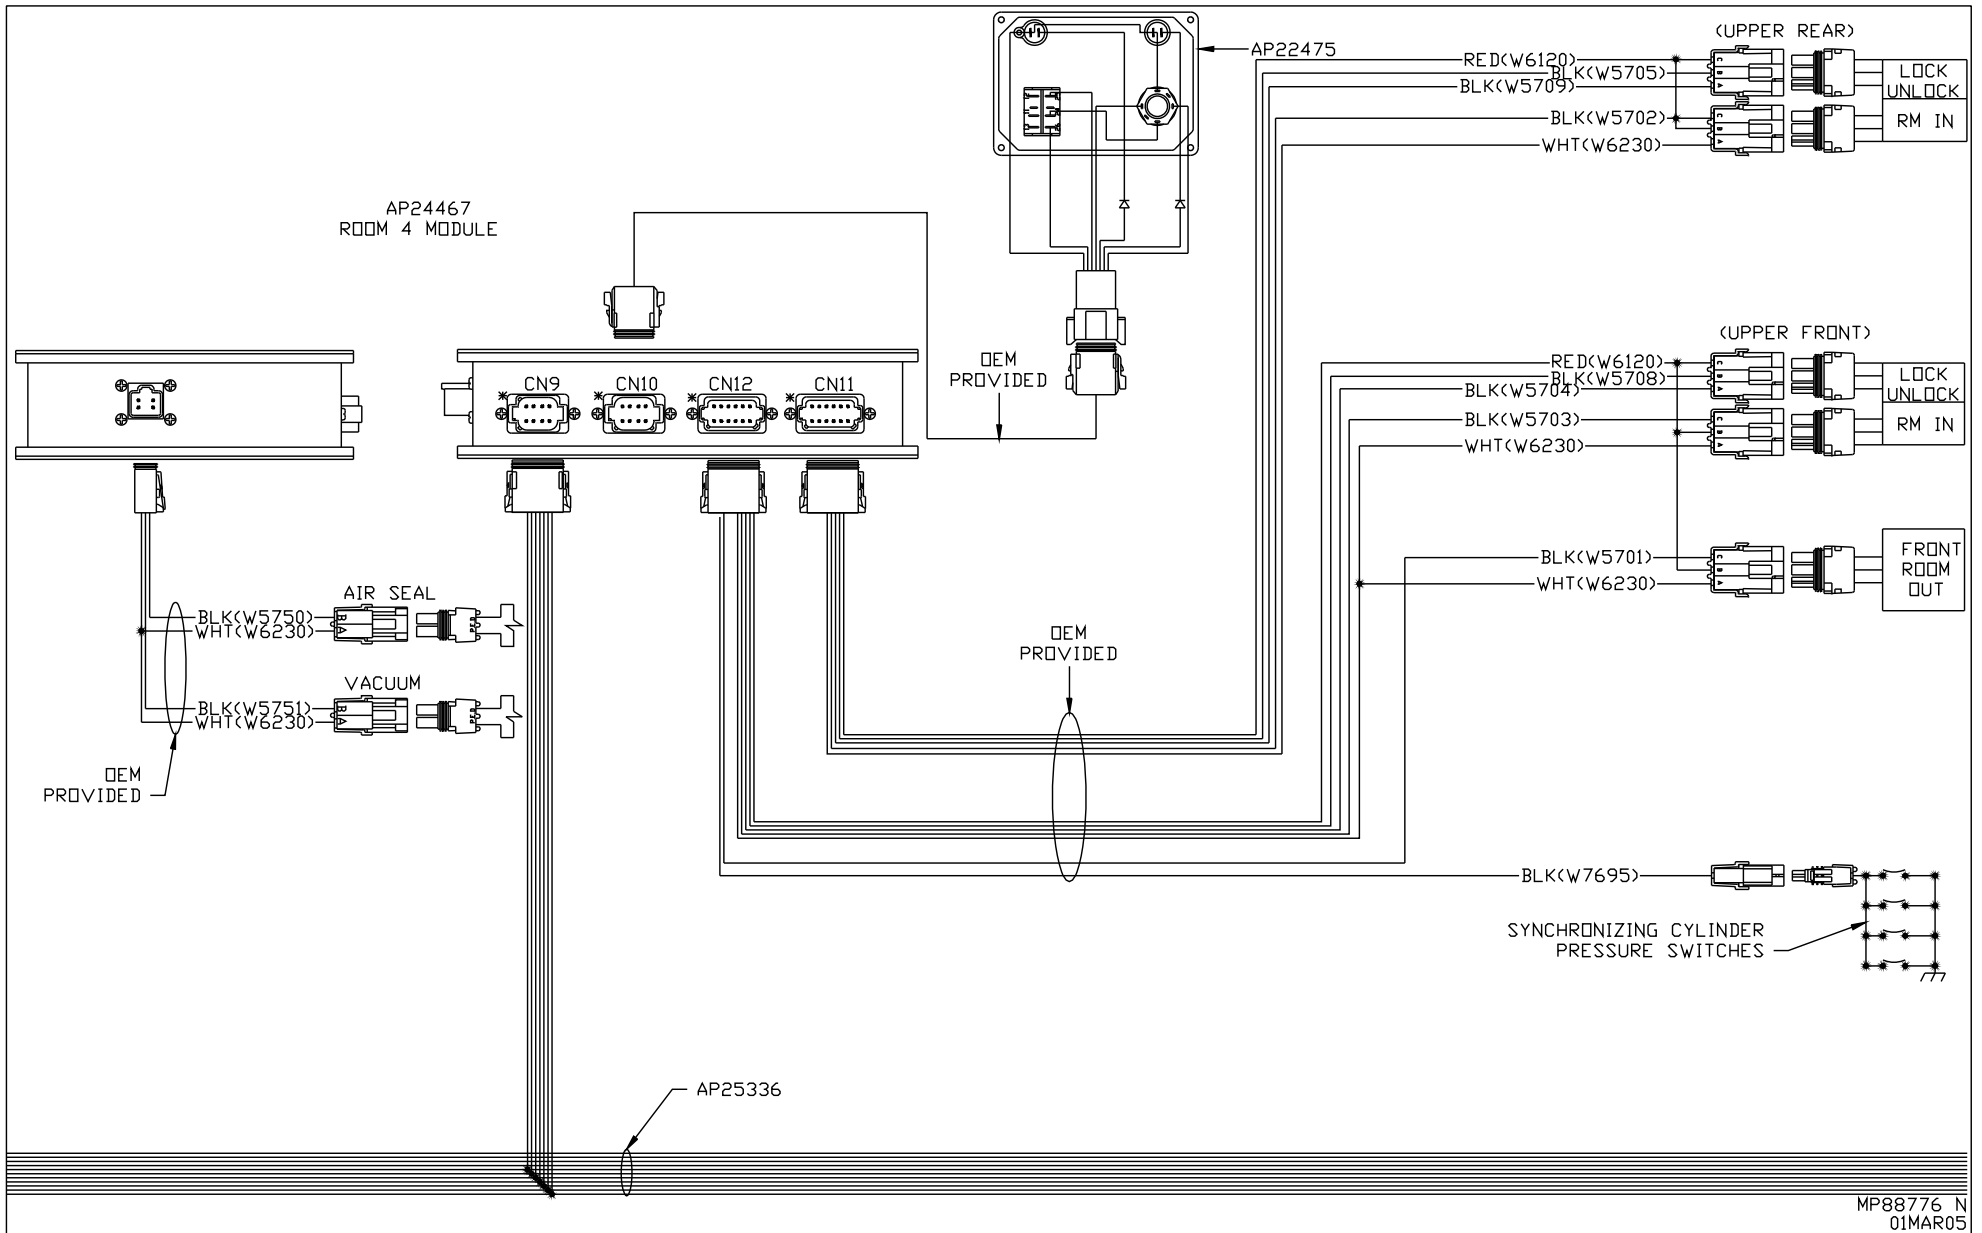 (UPPER REAR)
AP22475
RED(W6120)
BLK(W5705)
BLK(W5709)
BLK(W5702)
WHT(W6230)
C
B
A
C
B
A
LOCK
UNLOCK
RM IN
AP24467
ROOM 4 MODULE
(UPPER FRONT)
OEM
PROVIDED
RED(W6120)
BLK(W5708)
BLK(W5704)
BLK(W5703)
WHT(W6230)
C
B
A
C
B
A
LOCK
UNLOCK
RM IN
* CN9
* CN10
* CN12
* CN11
BLK(W5701)
WHT(W6230)
C
B
A
FRONT
ROOM
OUT
AIR SEAL
BLK(W5750)
WHT(W6230)
B
A
OEM
PROVIDED
VACUUM
BLK(W5751)
WHT(W6230)
B
A
OEM
PROVIDED
BLK(W7695)
SYNCHRONIZING CYLINDER
PRESSURE SWITCHES
AP25336
MP88776 N
01MAR05